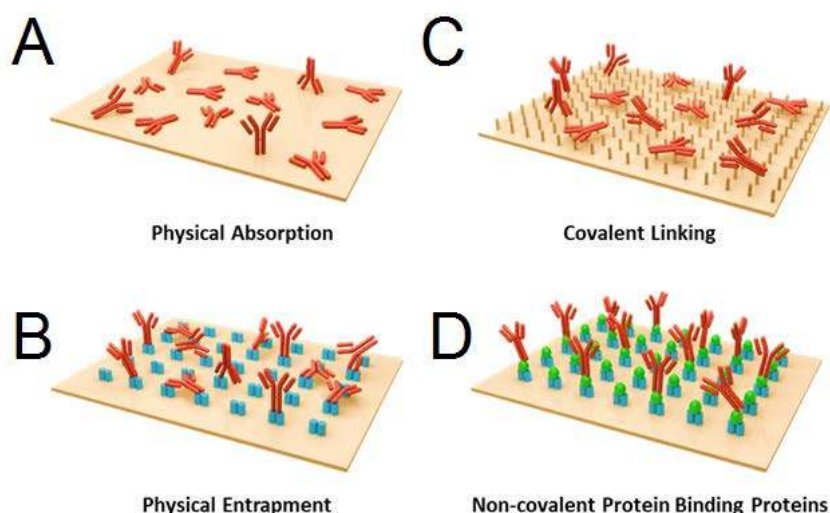 A
C
Physical Absorption
Covalent Linking
B
D
Physical Entrapment
Non-covalent Protein Binding Proteins